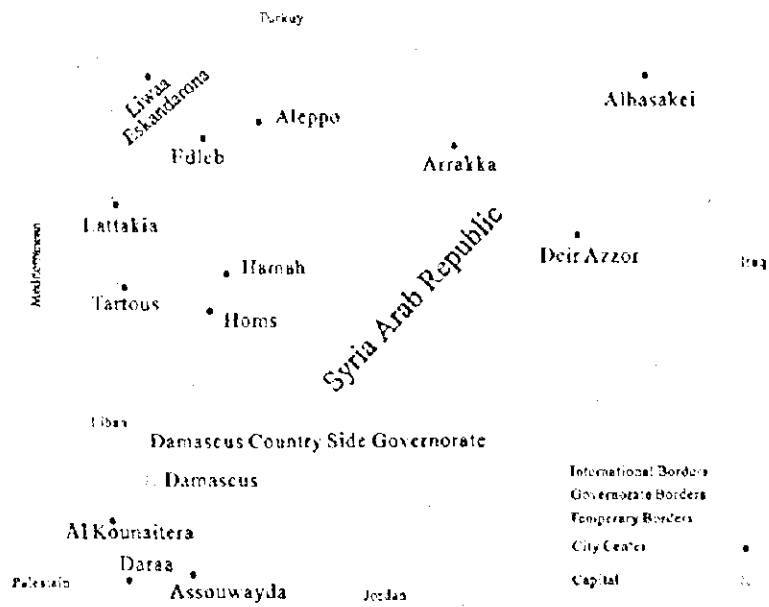 Turkey
Liwaa
Eskandarona
Albasakei
Aleppo
Edleb
Arrakka
Lattakia
Mediterranean
Syria Arab Republic
Deir Azzor
Iraq
Hamah
Tartous
Homs
Liban
Damascus Country Side Governorate
Damascus
International Borders
Governorate Borders
Temperary Borders
City Center
Capital
Al Kounaitera
Daraa
Palestain
Assouwayda
Jordan